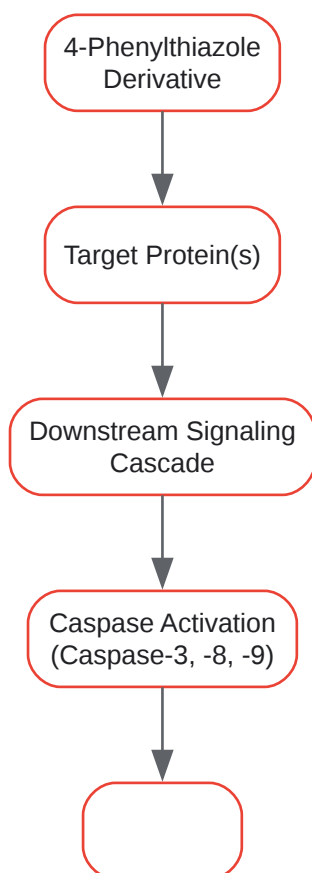 4-Phenylthiazole
Derivative
Target Protein(s)
Downstream Signaling
Cascade
Caspase Activation
(Caspase-3, -8, -9)